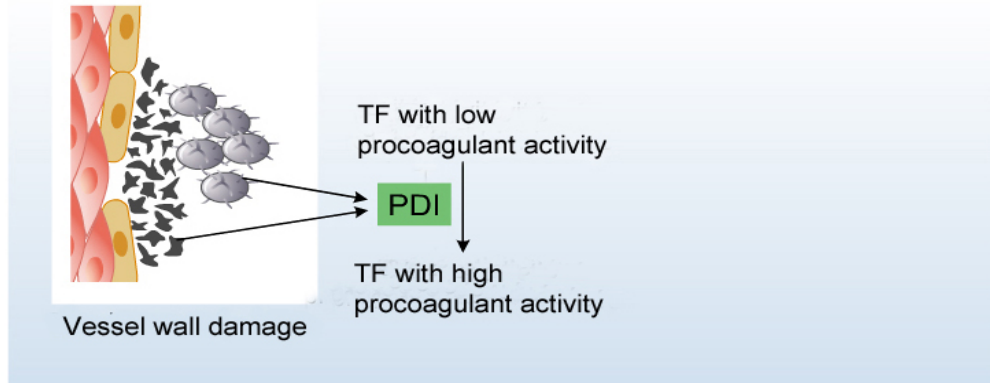 TF with low
procoagulant activity
PDI
TF with high
procoagulant activity
Vessel wall damage